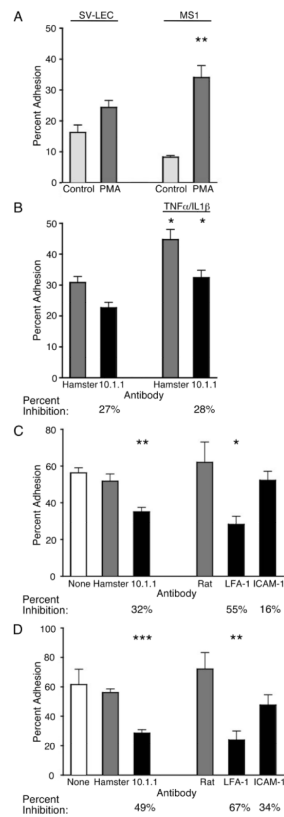 A
SV-LEC MS1
Percent Adhesion
50
40
30
20
10
0
**
Control PMA Control PMA
B
TNFα/IL1β
Percent Adhesion
50
40
30
20
10
0
* *
Hamster 10.1.1 Hamster 10.1.1
Antibody
Percent
Inhibition: 27% 28%
C
Percent Adhesion
80
60
40
20
0
** *
None Hamster 10.1.1 Rat LFA-1 ICAM-1
Antibody
Percent
Inhibition: 32% 55% 16%
D
Percent Adhesion
100
80
60
40
20
0
*** **
None Hamster 10.1.1 Rat LFA-1 ICAM-1
Antibody
Percent
Inhibition: 49% 67% 34%